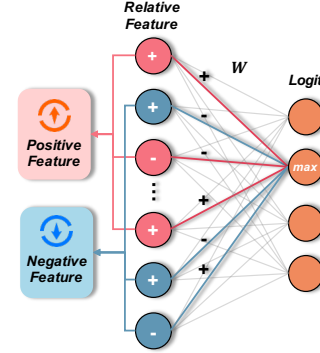 Relative
Feature
W
Logit
+
+
-
+
-
-
max
Positive
Feature
⋮
+
+
-
Negative
Feature
+
+
-